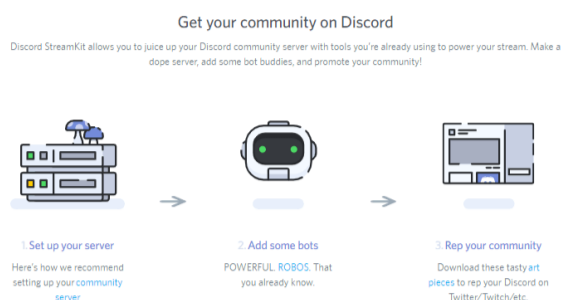 Get your community on Discord
Discord StreamKit allows you to juice up your Discord community server with tools you're already using to power your stream. Make a
dope server, add some bot buddies, and promote your community!
1. Set up your server
Here's how we recommend
setting up your community
server
2. Add some bots
POWERFUL. ROBOS. That
you already know.
3. Rep your community
Download these tasty art
pieces to rep your Discord on
Twitter/Twitch/etc.